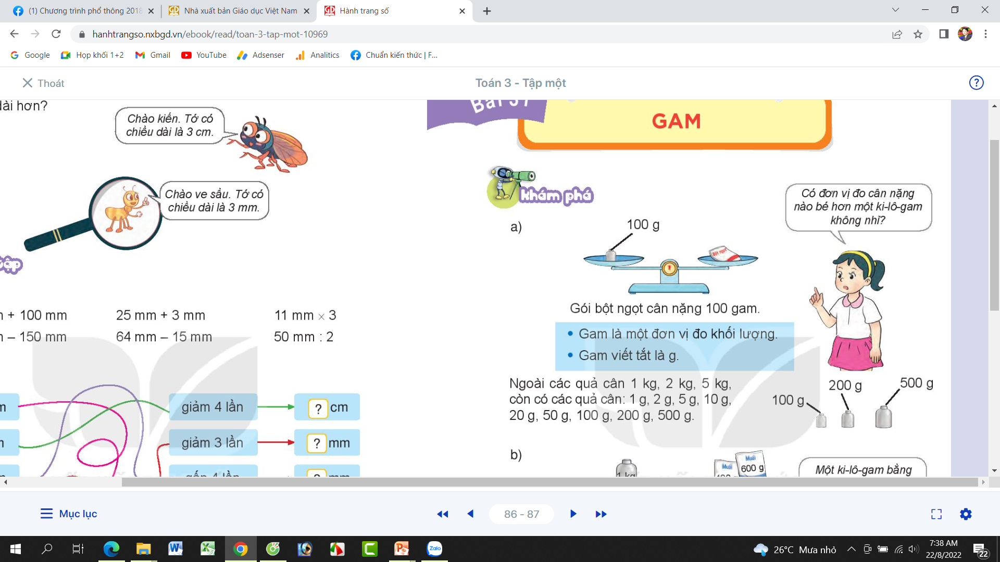 (1) Chương trình phổ thông 2018
Nhà xuất bản Giáo dục Việt Nam
Hành trang số
hanhtrangso.nxbgd.vn/ebook/read/toan-3-tap-mot-10969
Google
Họp khối 1+2
Gmail
YouTube
Adsenser
Analitics
Chuẩn kiến thức | F...
Thoát
Toán 3 - Tập một
?
dài hơn?
Chào kiến. Tớ có
chiều dài là 3 cm.
Chào ve sầu. Tớ có
chiều dài là 3 mm.
+ 100 mm
25 mm + 3 mm
11 mm × 3
– 150 mm
64 mm – 15 mm
50 mm : 2
giảm 4 lần
? cm
giảm 3 lần
? mm
gấp 4 lần
? mm
Bài 31
GAM
khám phá
Có đơn vị đo cân nặng
nào bé hơn một ki-lô-gam
không nhỉ?
a)
100 g
Bột ngọt
Gói bột ngọt cân nặng 100 gam.
• Gam là một đơn vị đo khối lượng.
• Gam viết tắt là g.
Ngoài các quả cân 1 kg, 2 kg, 5 kg,
còn có các quả cân: 1 g, 2 g, 5 g, 10 g,
20 g, 50 g, 100 g, 200 g, 500 g.
100 g
200 g
500 g
b)
1 kg
Muối
400 g
Muối
600 g
Một ki-lô-gam bằng
Mục lục
86 - 87
Zalo
26°C Mưa nhỏ
7:38 AM
22/8/2022
22